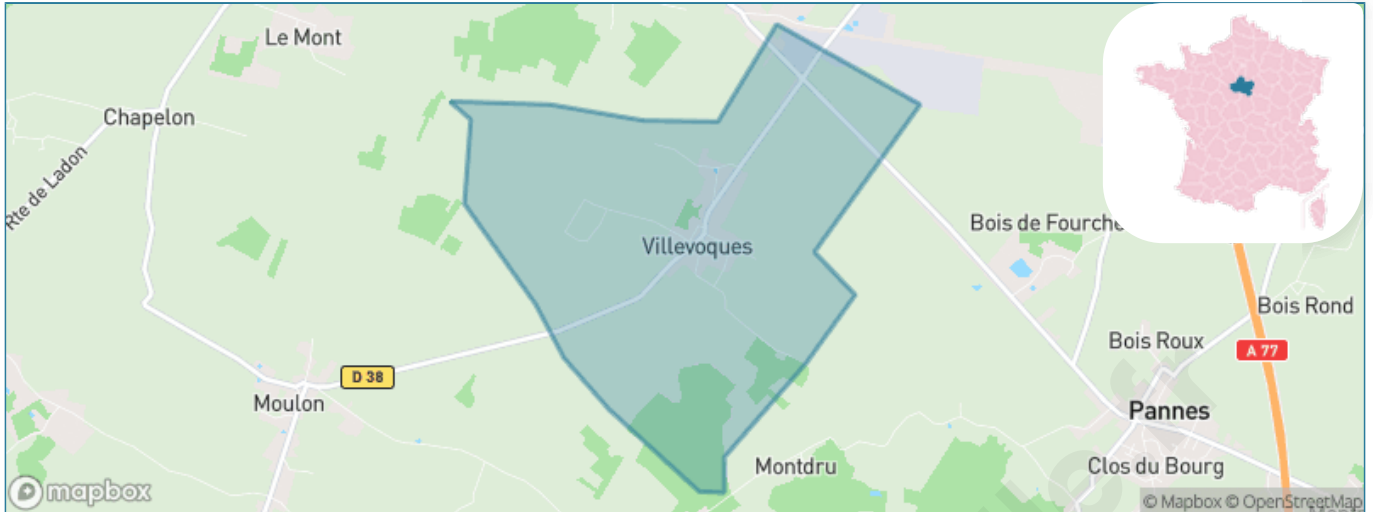 Le Mont
Chapelon
Rte de Ladon
Villevoques
Bois de Fourche
Bois Rond
Bois Roux
A 77
D 38
Moulon
Pannes
Montdru
Clos du Bourg
mapbox
© Mapbox © OpenStreetMap